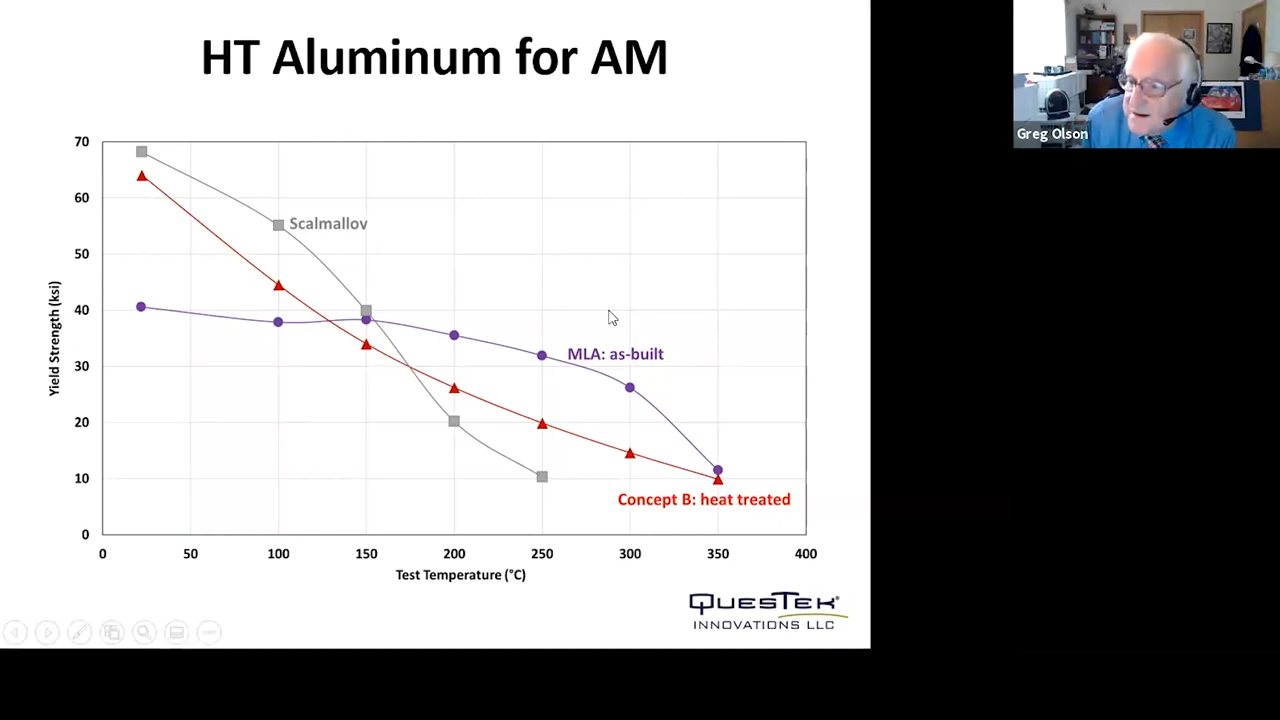 HT Aluminum for AM
Greg Olson
70
60
50
40
30
20
10
0
Yield Strength (ksi)
Scalmallov
MLA: as-built
Concept B: heat treated
0 50 100 150 200 250 300 350 400
Test Temperature (°C)
QUESTEK®
INNOVATIONS LLC